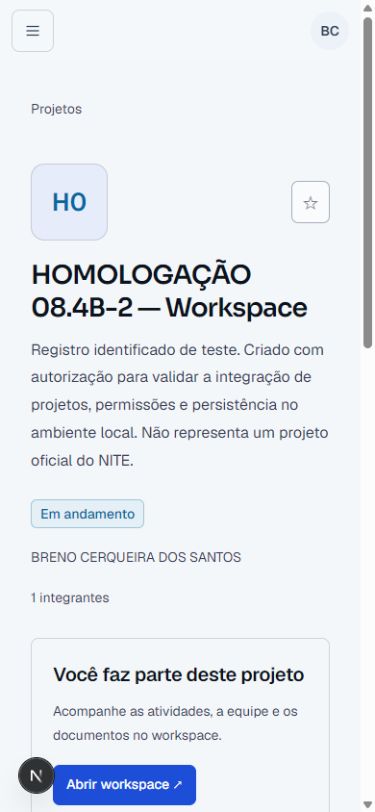 BC
Projetos
HO
HOMOLOGAÇÃO
08.4B-2 — Workspace
Registro identificado de teste. Criado com
autorização para validar a integração de
projetos, permissões e persistência no
ambiente local. Não representa um projeto
oficial do NITE.
Em andamento
BRENO CERQUEIRA DOS SANTOS
1 integrantes
Você faz parte deste projeto
Acompanhe as atividades, a equipe e os
documentos no workspace.
N
Abrir workspace ↗